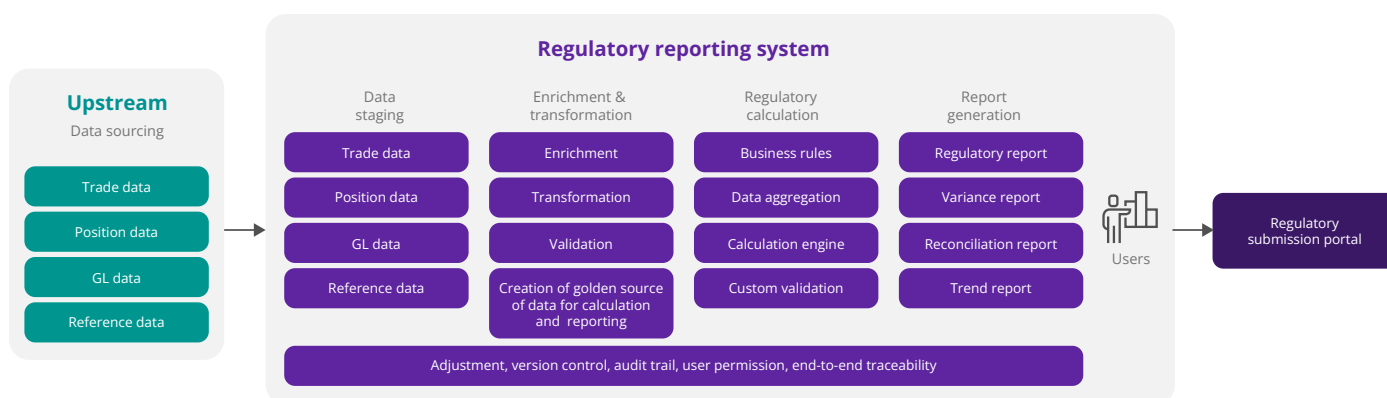 Regulatory reporting system
Upstream
Data sourcing
Trade data
Position data
GL data
Reference data
Data
staging
Trade data
Position data
GL data
Reference data
Enrichment &
transformation
Enrichment
Transformation
Validation
Creation of golden source
of data for calculation
and reporting
Regulatory
calculation
Business rules
Data aggregation
Calculation engine
Custom validation
Report
generation
Regulatory report
Variance report
Reconciliation report
Trend report
Adjustment, version control, audit trail, user permission, end-to-end traceability
Users
Regulatory
submission portal